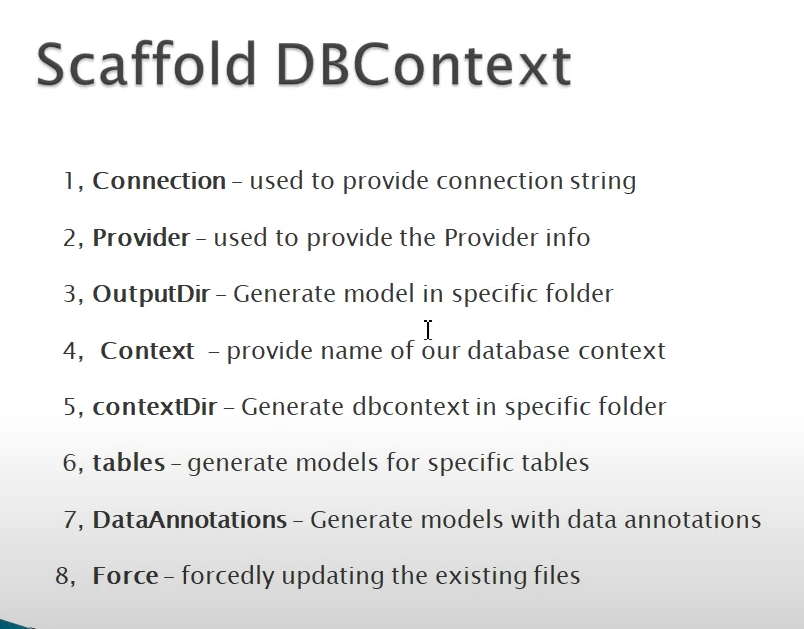 Scaffold DBContext
1, Connection – used to provide connection string
2, Provider – used to provide the Provider info
3, OutputDir – Generate model in specific folder
4, Context – provide name of our database context
5, contextDir – Generate dbcontext in specific folder
6, tables – generate models for specific tables
7, DataAnnotations – Generate models with data annotations
8, Force – forcedly updating the existing files